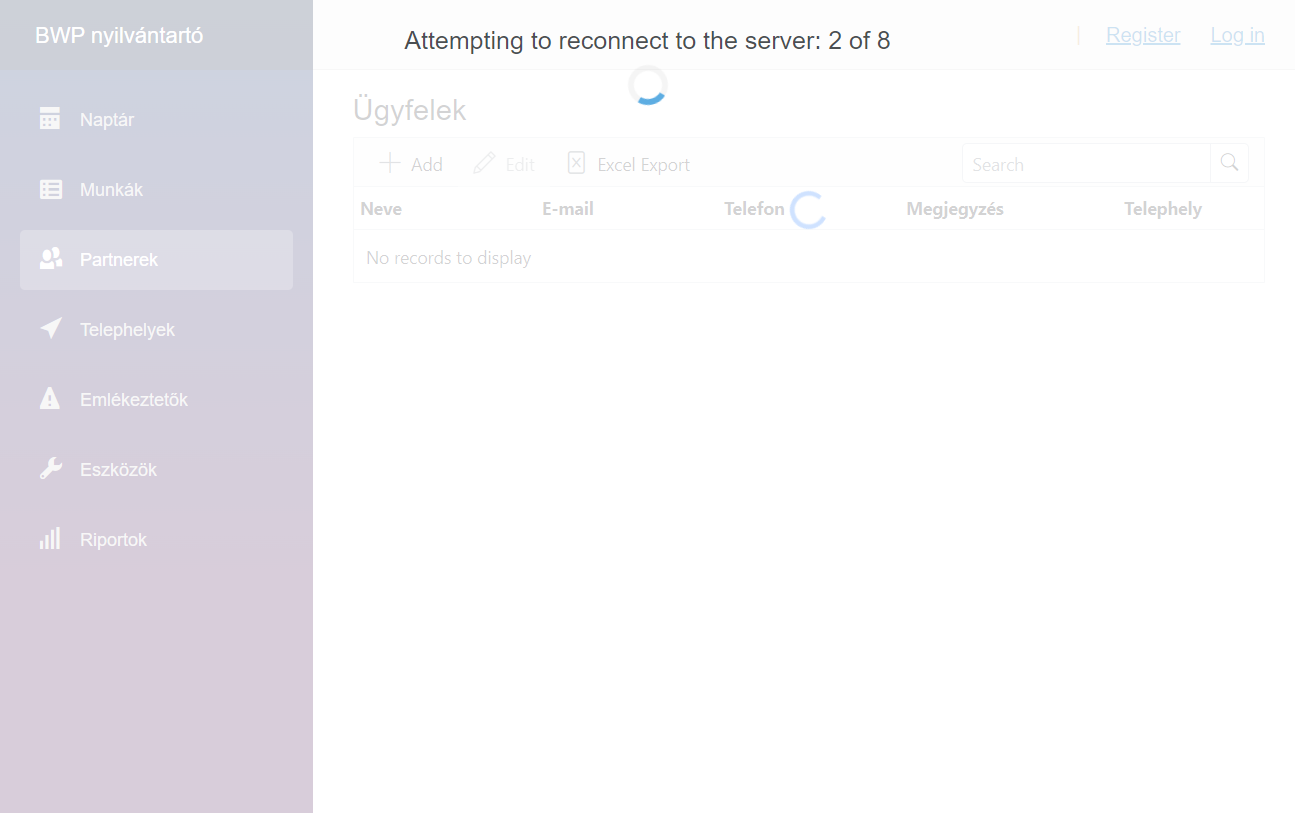 BWP nyilvántartó
Attempting to reconnect to the server: 2 of 8
Register
Log in
Naptár
Munkák
Partnerek
Telephelyek
Emlékeztetők
Eszközök
Riportok
Ügyfelek
Add
Edit
Excel Export
Search
Neve E-mail Telefon Megjegyzés Telephely
No records to display